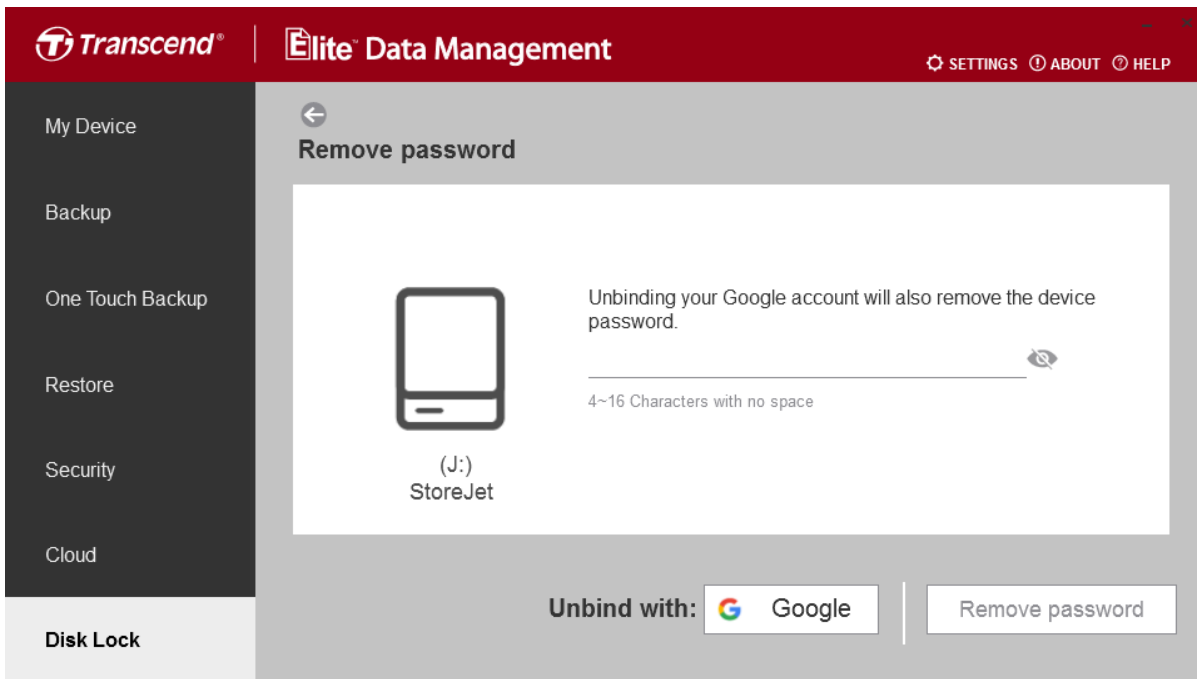 Transcend®
Élite™ Data Management
SETTINGS ABOUT HELP
My Device
Backup
One Touch Backup
Restore
Security
Cloud
Disk Lock
Remove password
Unbinding your Google account will also remove the device
password.
4~16 Characters with no space
(J:)
StoreJet
Unbind with: Google
Remove password